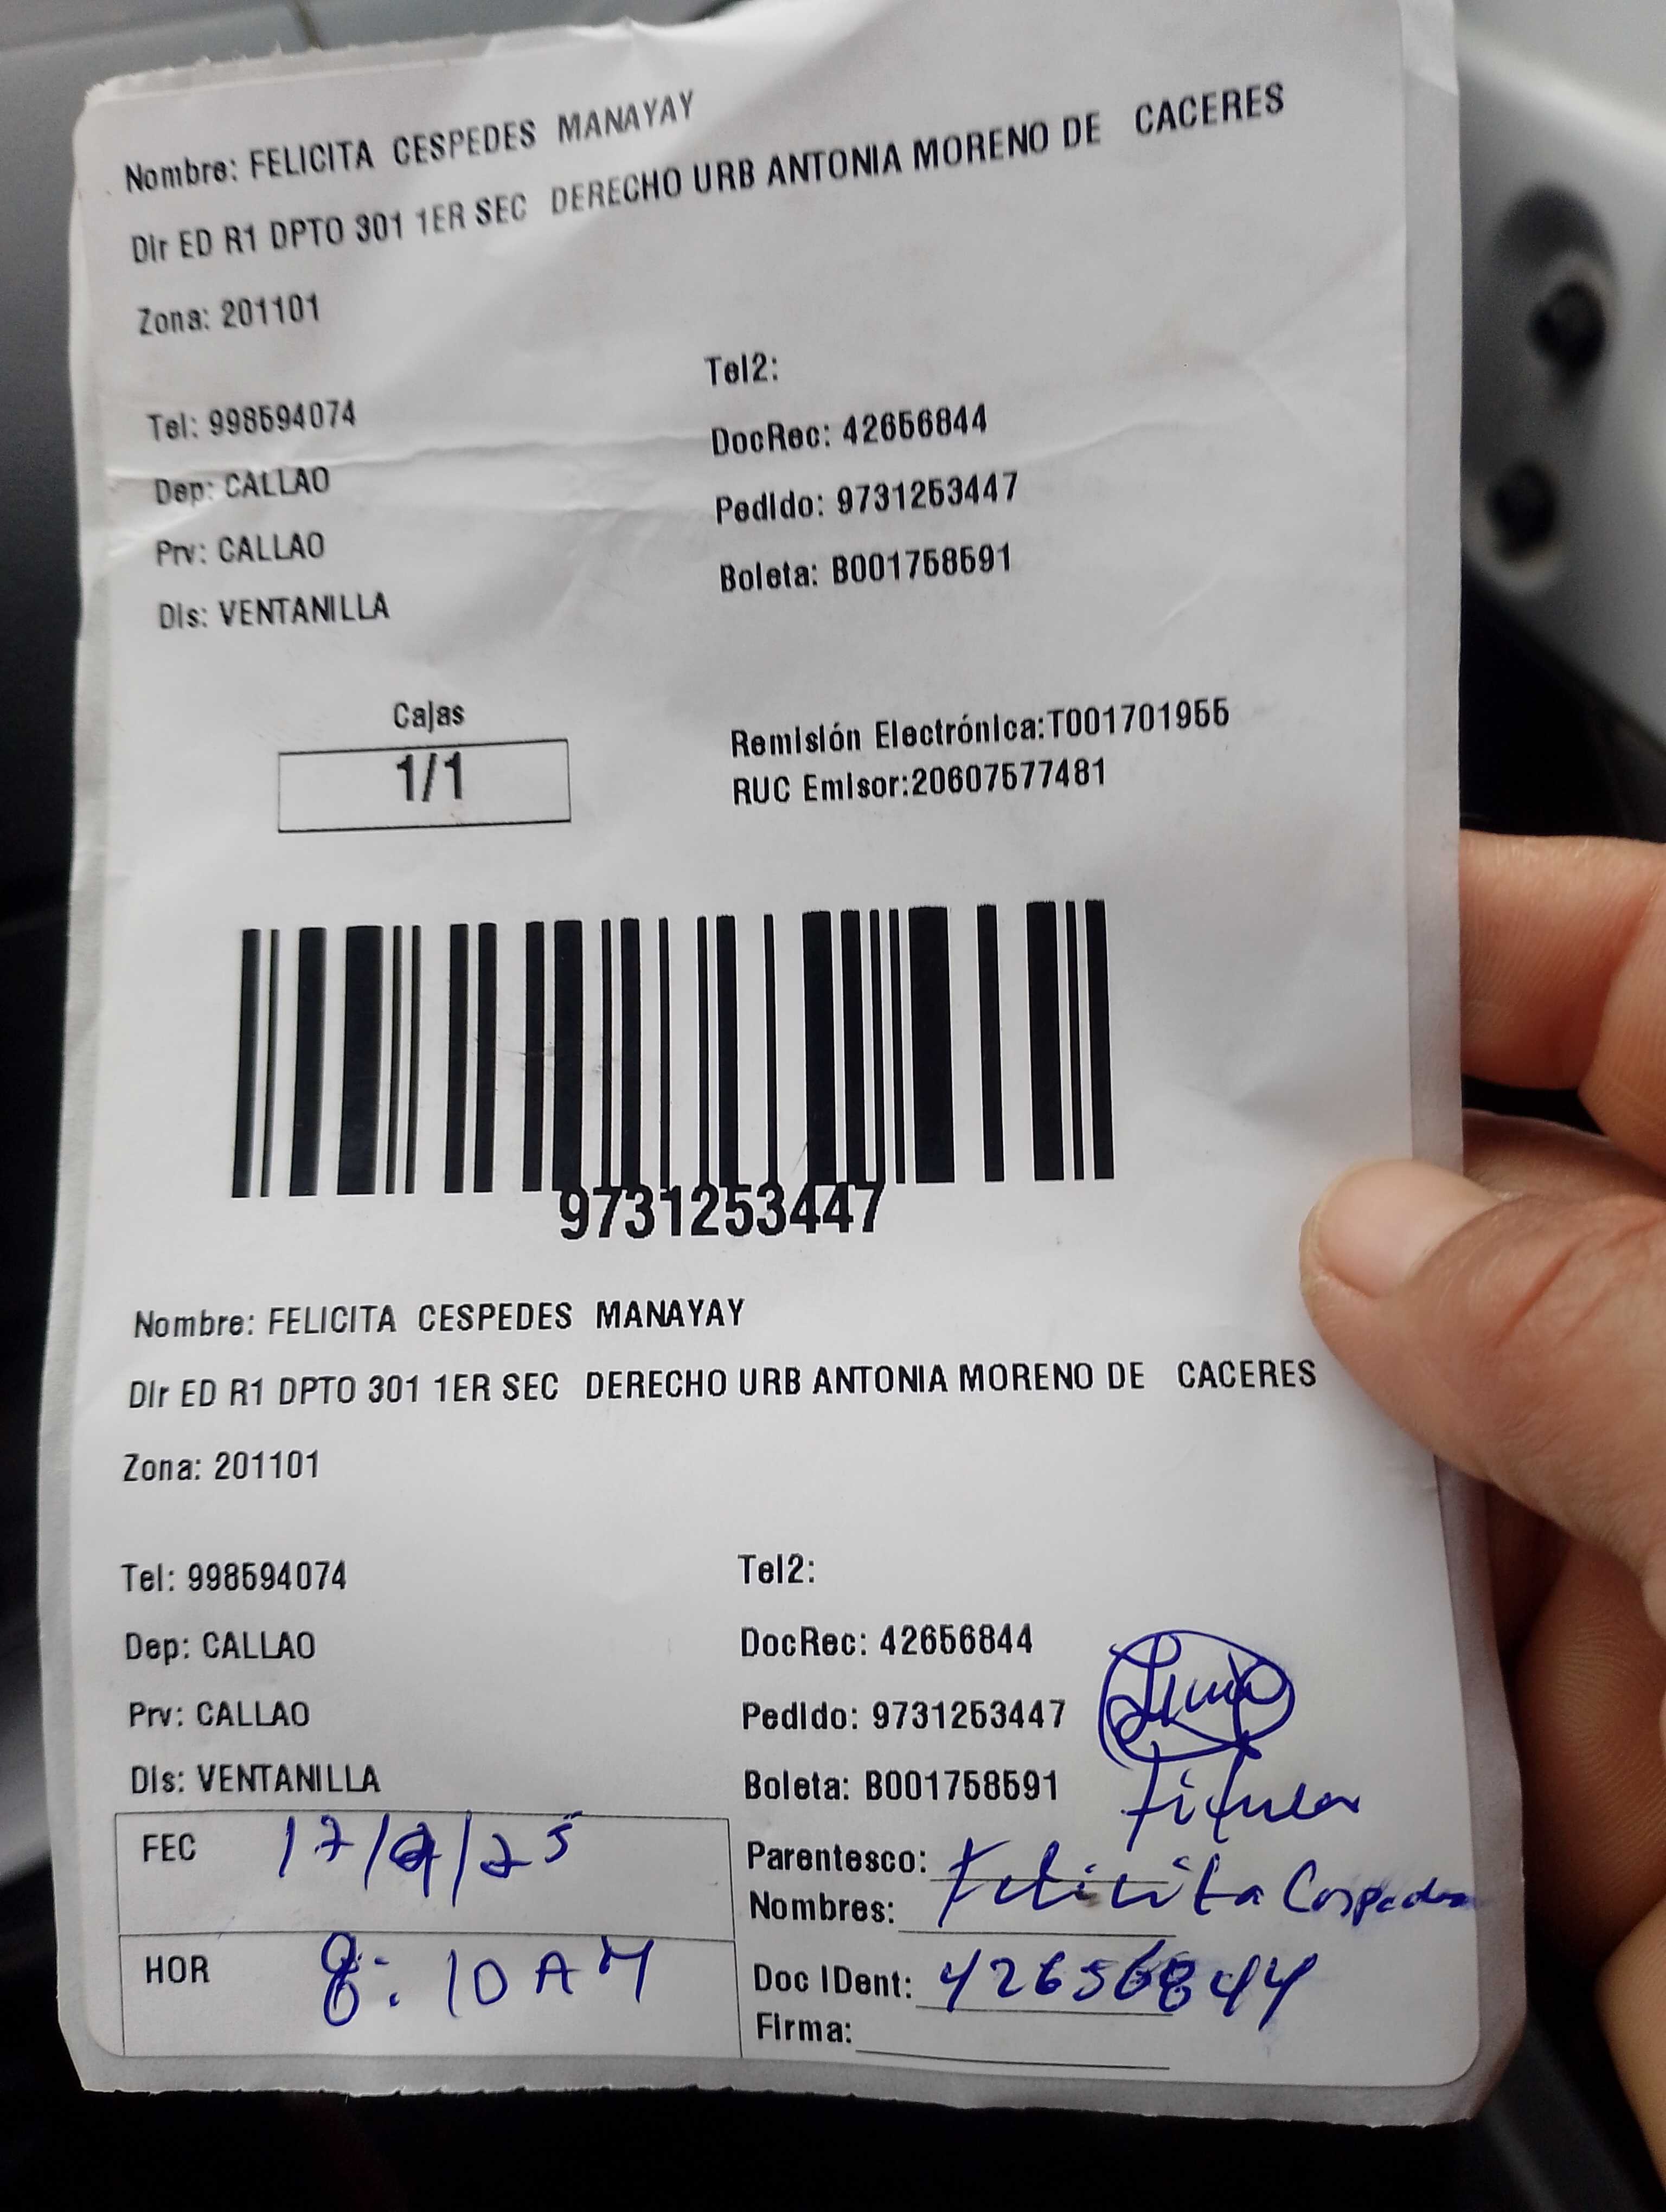 Nombre: FELICITA CESPEDES MANAYAY
Dir ED R1 DPTO 301 1ER SEC DERECHO URB ANTONIA MORENO DE CACERES
Zona: 201101
Tel2:
Tel: 998594074
DocRec: 42656844
Dep: CALLAO
Pedido: 9731253447
Prv: CALLAO
Boleta: B001758591
Dis: VENTANILLA
Cajas
1/1
Remisión Electrónica:T001701955
RUC Emisor:20607577481
9731253447
Nombre: FELICITA CESPEDES MANAYAY
Dir ED R1 DPTO 301 1ER SEC DERECHO URB ANTONIA MORENO DE CACERES
Zona: 201101
Tel: 998594074
Tel2:
Dep: CALLAO
DocRec: 42656844
Prv: CALLAO
Pedido: 9731253447
Dis: VENTANILLA
Boleta: B001758591
titular
FEC
Parentesco:
Nombres: Felicita Cespedes
HOR 8:10 AM
Doc IDent: 42656844
Firma: